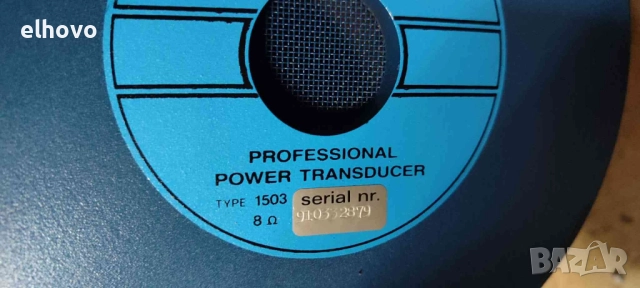 elhovo
PROFESSIONAL
POWER TRANSDUCER
TYPE 1503 serial nr.
8 Ω
BAZAR